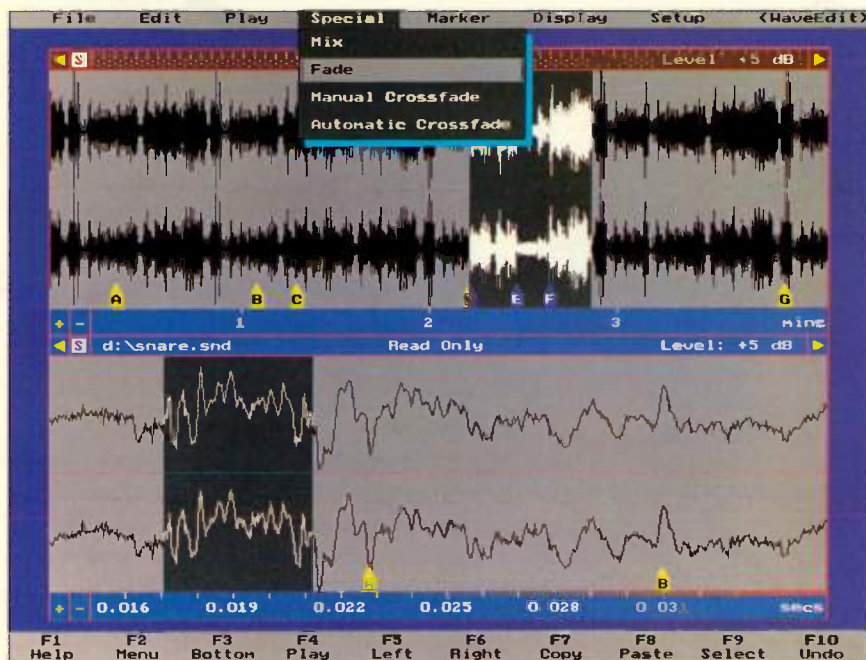 File Edit Play Special Marker Display Setup (WaveEdit)
Mix
Fade
Manual Crossfade
Automatic Crossfade
S Level +5 dB
A B C E F G
+ - 1 2 3 mins
S d:\snare.snd Read Only Level: +5 dB
B
+ - 0.016 0.019 0.022 0.025 0.028 0.031 secs
F1 F2 F3 F4 F5 F6 F7 F8 F9 F10
Help Menu Bottom Play Left Right Copy Paste Select Undo